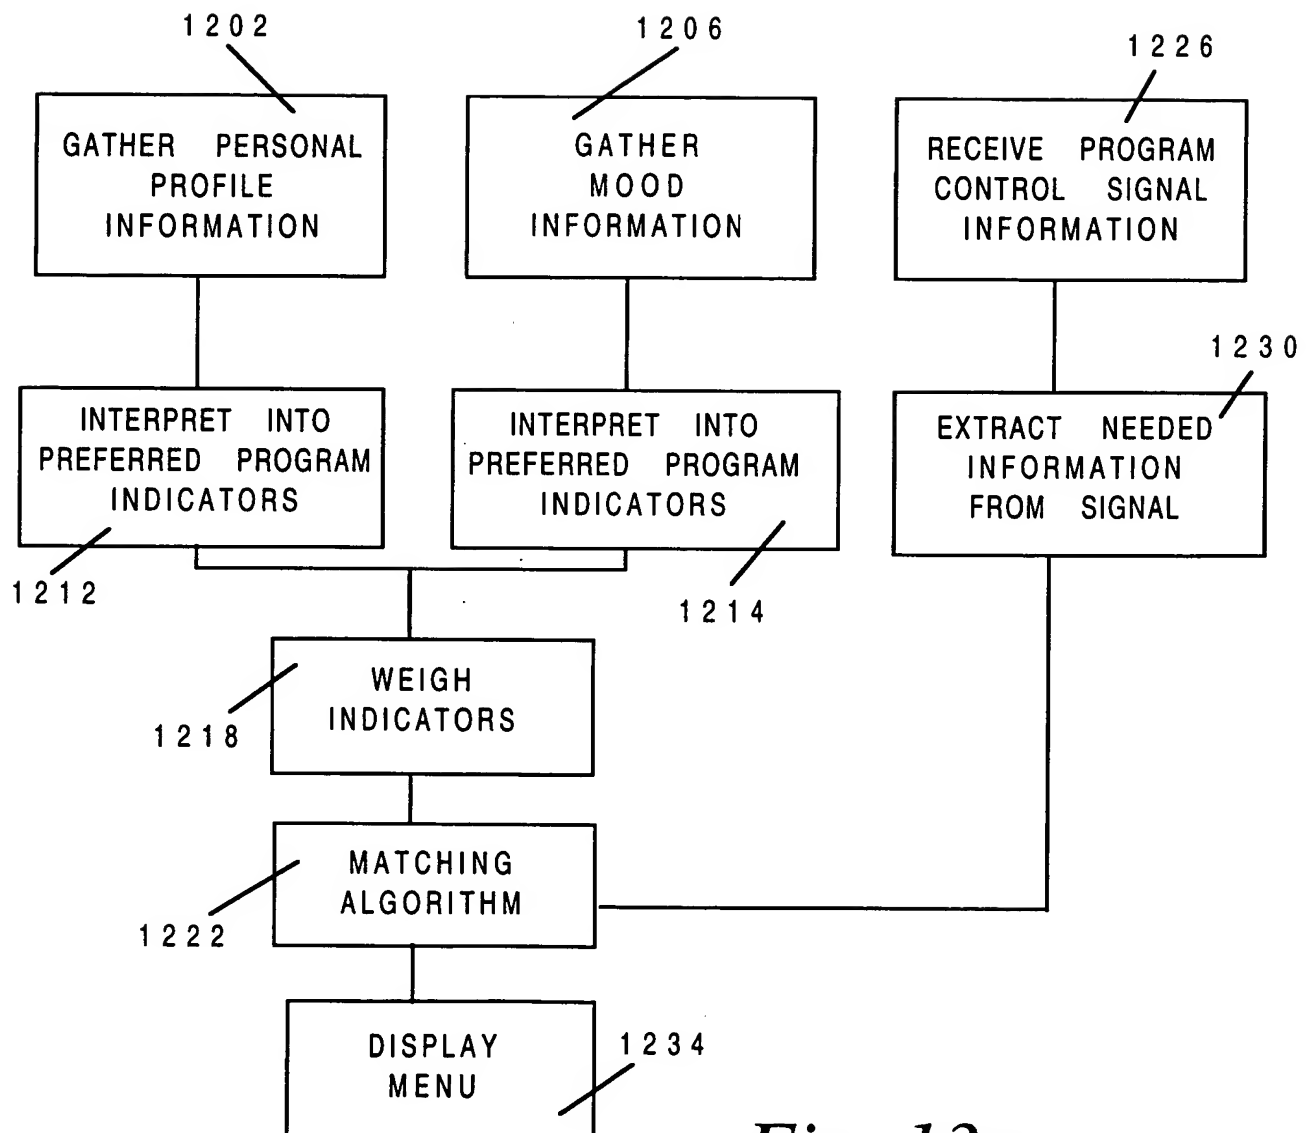 1202
1206
1226
GATHER PERSONAL
PROFILE
INFORMATION
GATHER
MOOD
INFORMATION
RECEIVE PROGRAM
CONTROL SIGNAL
INFORMATION
1230
INTERPRET INTO
PREFERRED PROGRAM
INDICATORS
INTERPRET INTO
PREFERRED PROGRAM
INDICATORS
EXTRACT NEEDED
INFORMATION
FROM SIGNAL
1212
1214
WEIGH
INDICATORS
1218
MATCHING
ALGORITHM
1222
DISPLAY
MENU
1234